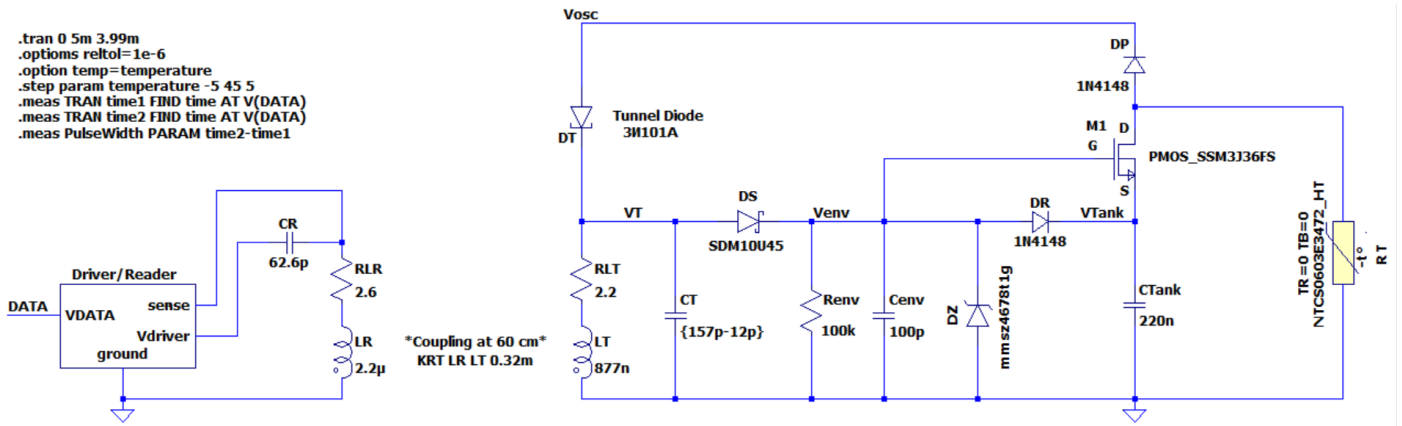 .tran 0 5m 3.99m
.optioms reltol=1e-6
.option temp=temperature
.step param temperature -5 45 5
.meas TRAN time1 FIND time AT V(DATA)
.meas TRAN time2 FIND time AT V(DATA)
.meas PulseWidth PARAM time2-time1
Vosc
DP
1N4148
Tunnel Diode
3И101A
DT
M1
D
G
S
PMOS_SSM3J36FS
VT
DS
SDM10U45
Venv
DR
1N4148
VTank
TR=0 TB=0
NTCS0603E3472_HT
-t°
RT
CR
62.6p
RLR
2.6
Driver/Reader
DATA
VDATA
sense
Vdriver
ground
LR
2.2µ
*Coupling at 60 cm*
KRT LR LT 0.32m
RLT
2.2
LT
877n
CT
{157p-12p}
Renv
100k
Cenv
100p
DZ
mmsz4678t1g
CTank
220n